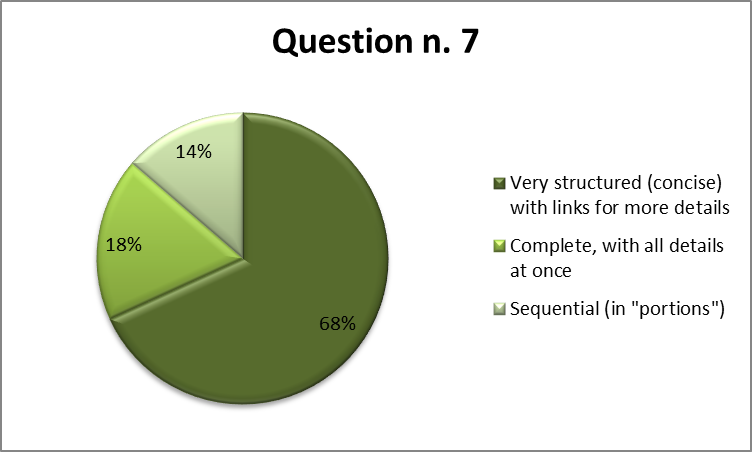 Question n. 7
14%
18%
68%
Very structured (concise)
with links for more details
Complete, with all details
at once
Sequential (in "portions")